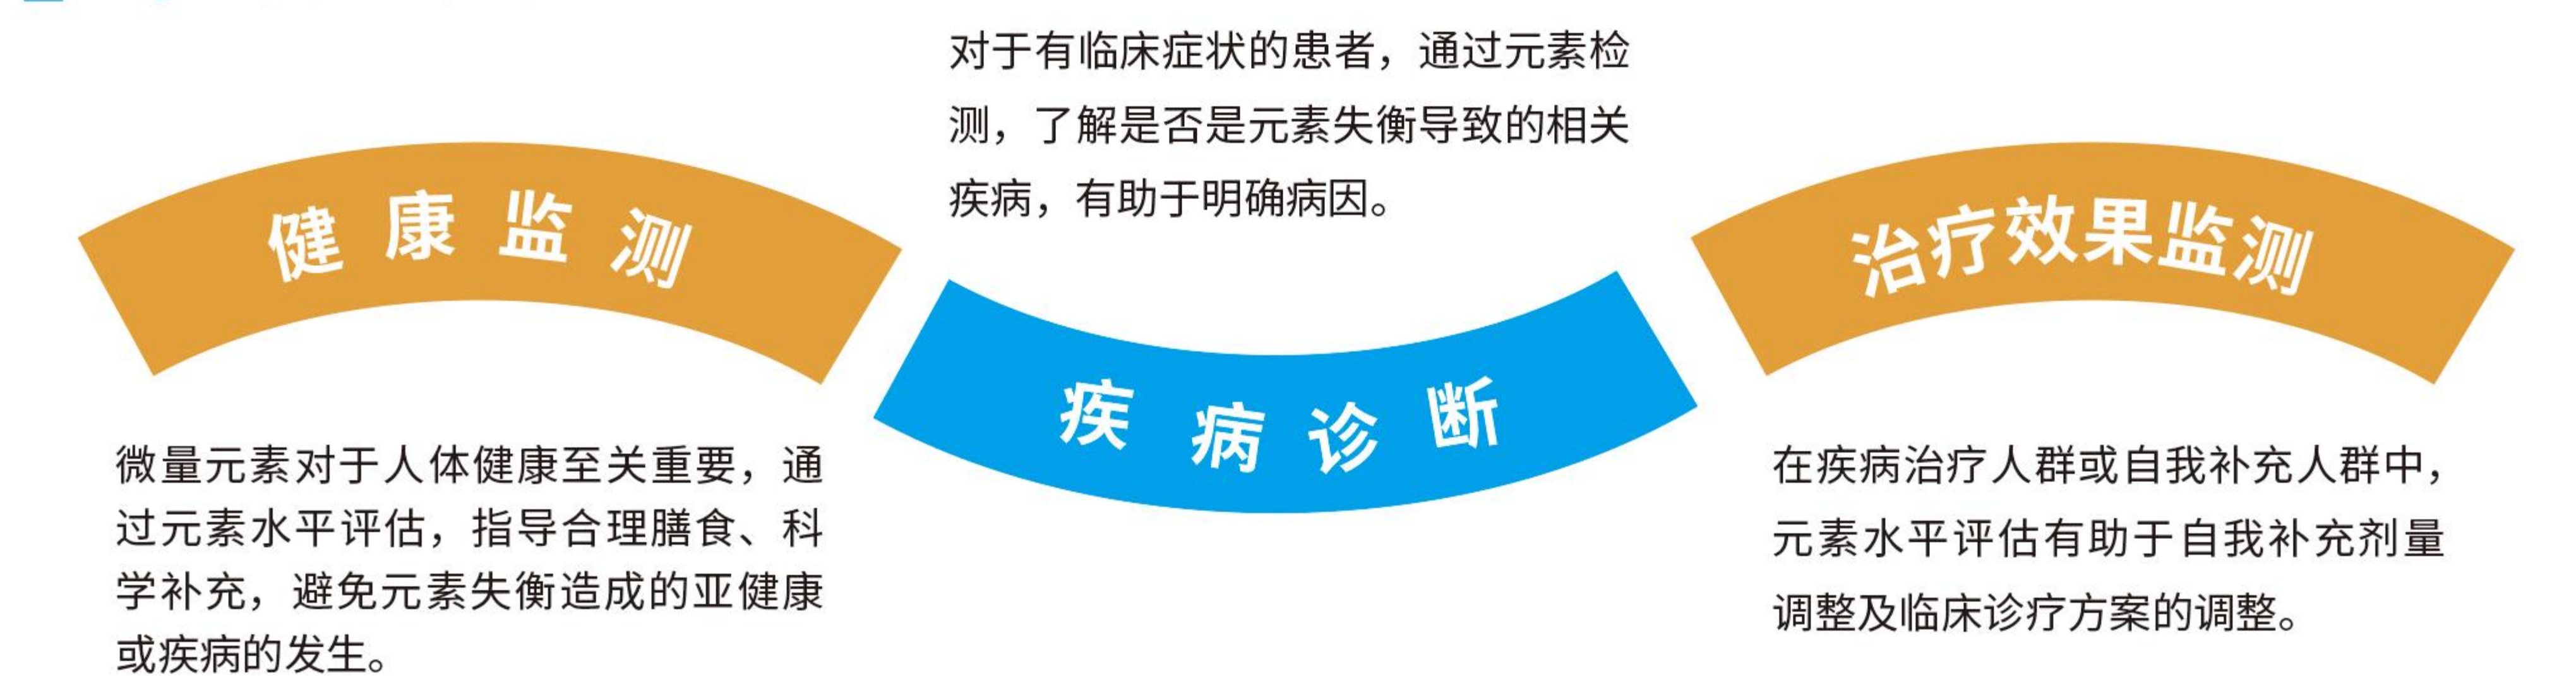 健康监测
微量元素对于人体健康至关重要，通
过元素水平评估，指导合理膳食、科
学补充，避免元素失衡造成的亚健康
或疾病的发生。
对于有临床症状的患者，通过元素检
测，了解是否是元素失衡导致的相关
疾病，有助于明确病因。
疾病诊断
治疗效果监测
在疾病治疗人群或自我补充人群中，
元素水平评估有助于自我补充剂量
调整及临床诊疗方案的调整。